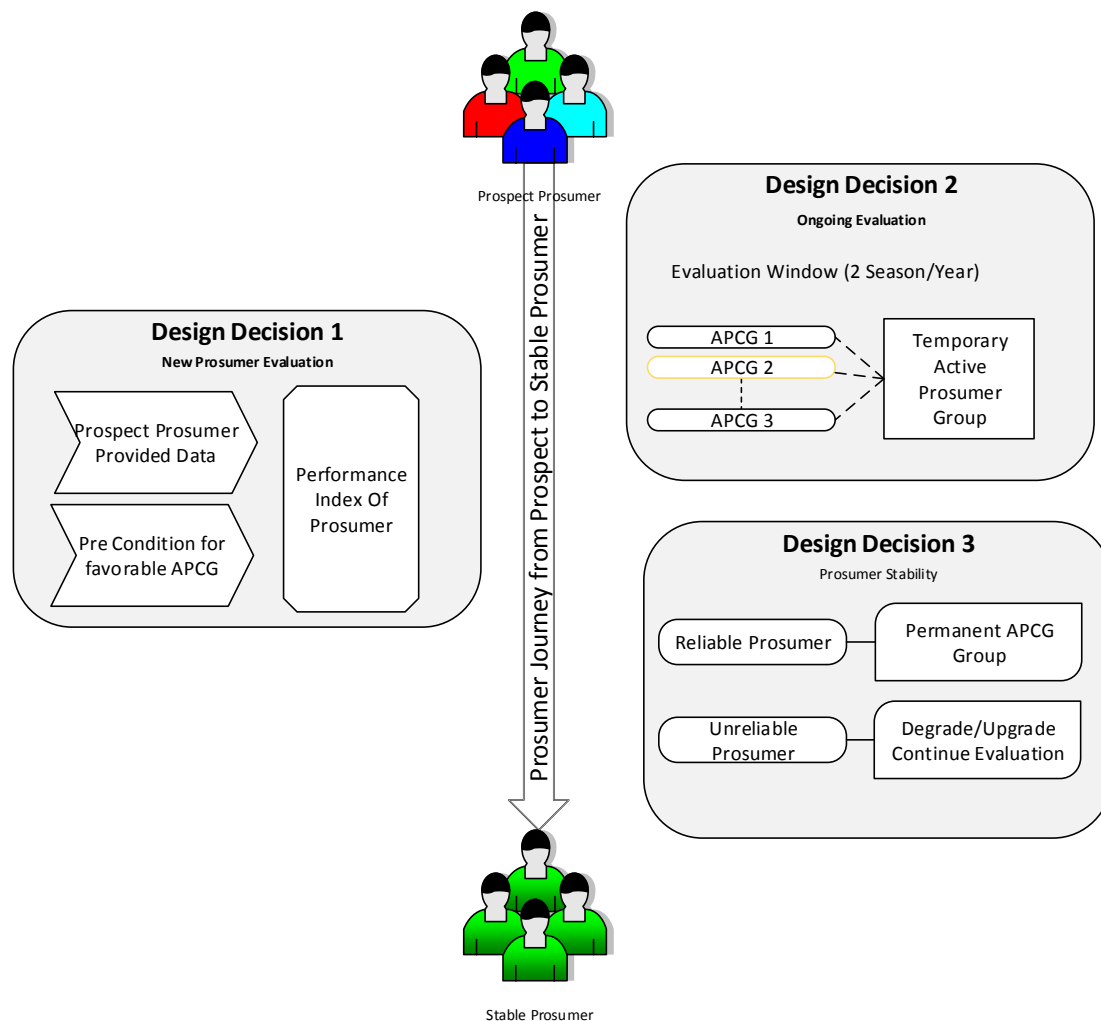 Prospect Prosumer
Prosumer Journey from Prospect to Stable Prosumer
Design Decision 1
New Prosumer Evaluation
Prospect Prosumer
Provided Data
Pre Condition for
favorable APCG
Performance
Index Of
Prosumer
Design Decision 2
Ongoing Evaluation
Evaluation Window (2 Season/Year)
APCG 1
APCG 2
APCG 3
Temporary
Active
Prosumer
Group
Design Decision 3
Prosumer Stability
Reliable Prosumer
Permanent APCG
Group
Unreliable
Prosumer
Degrade/Upgrade
Continue Evaluation
Stable Prosumer